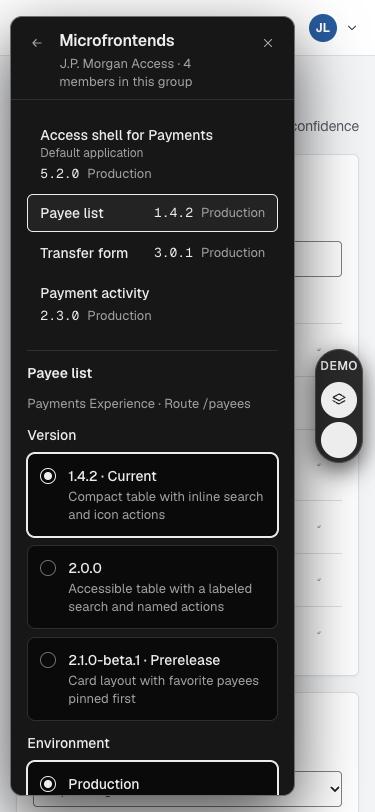 Microfrontends
J.P. Morgan Access · 4
members in this group
JL
confidence
Access shell for Payments
Default application
5.2.0 Production
Payee list 1.4.2 Production
Transfer form 3.0.1 Production
Payment activity
2.3.0 Production
DEMO
Payee list
Payments Experience · Route /payees
Version
1.4.2 · Current
Compact table with inline search
and icon actions
2.0.0
Accessible table with a labeled
search and named actions
2.1.0-beta.1 · Prerelease
Card layout with favorite payees
pinned first
Environment
Production